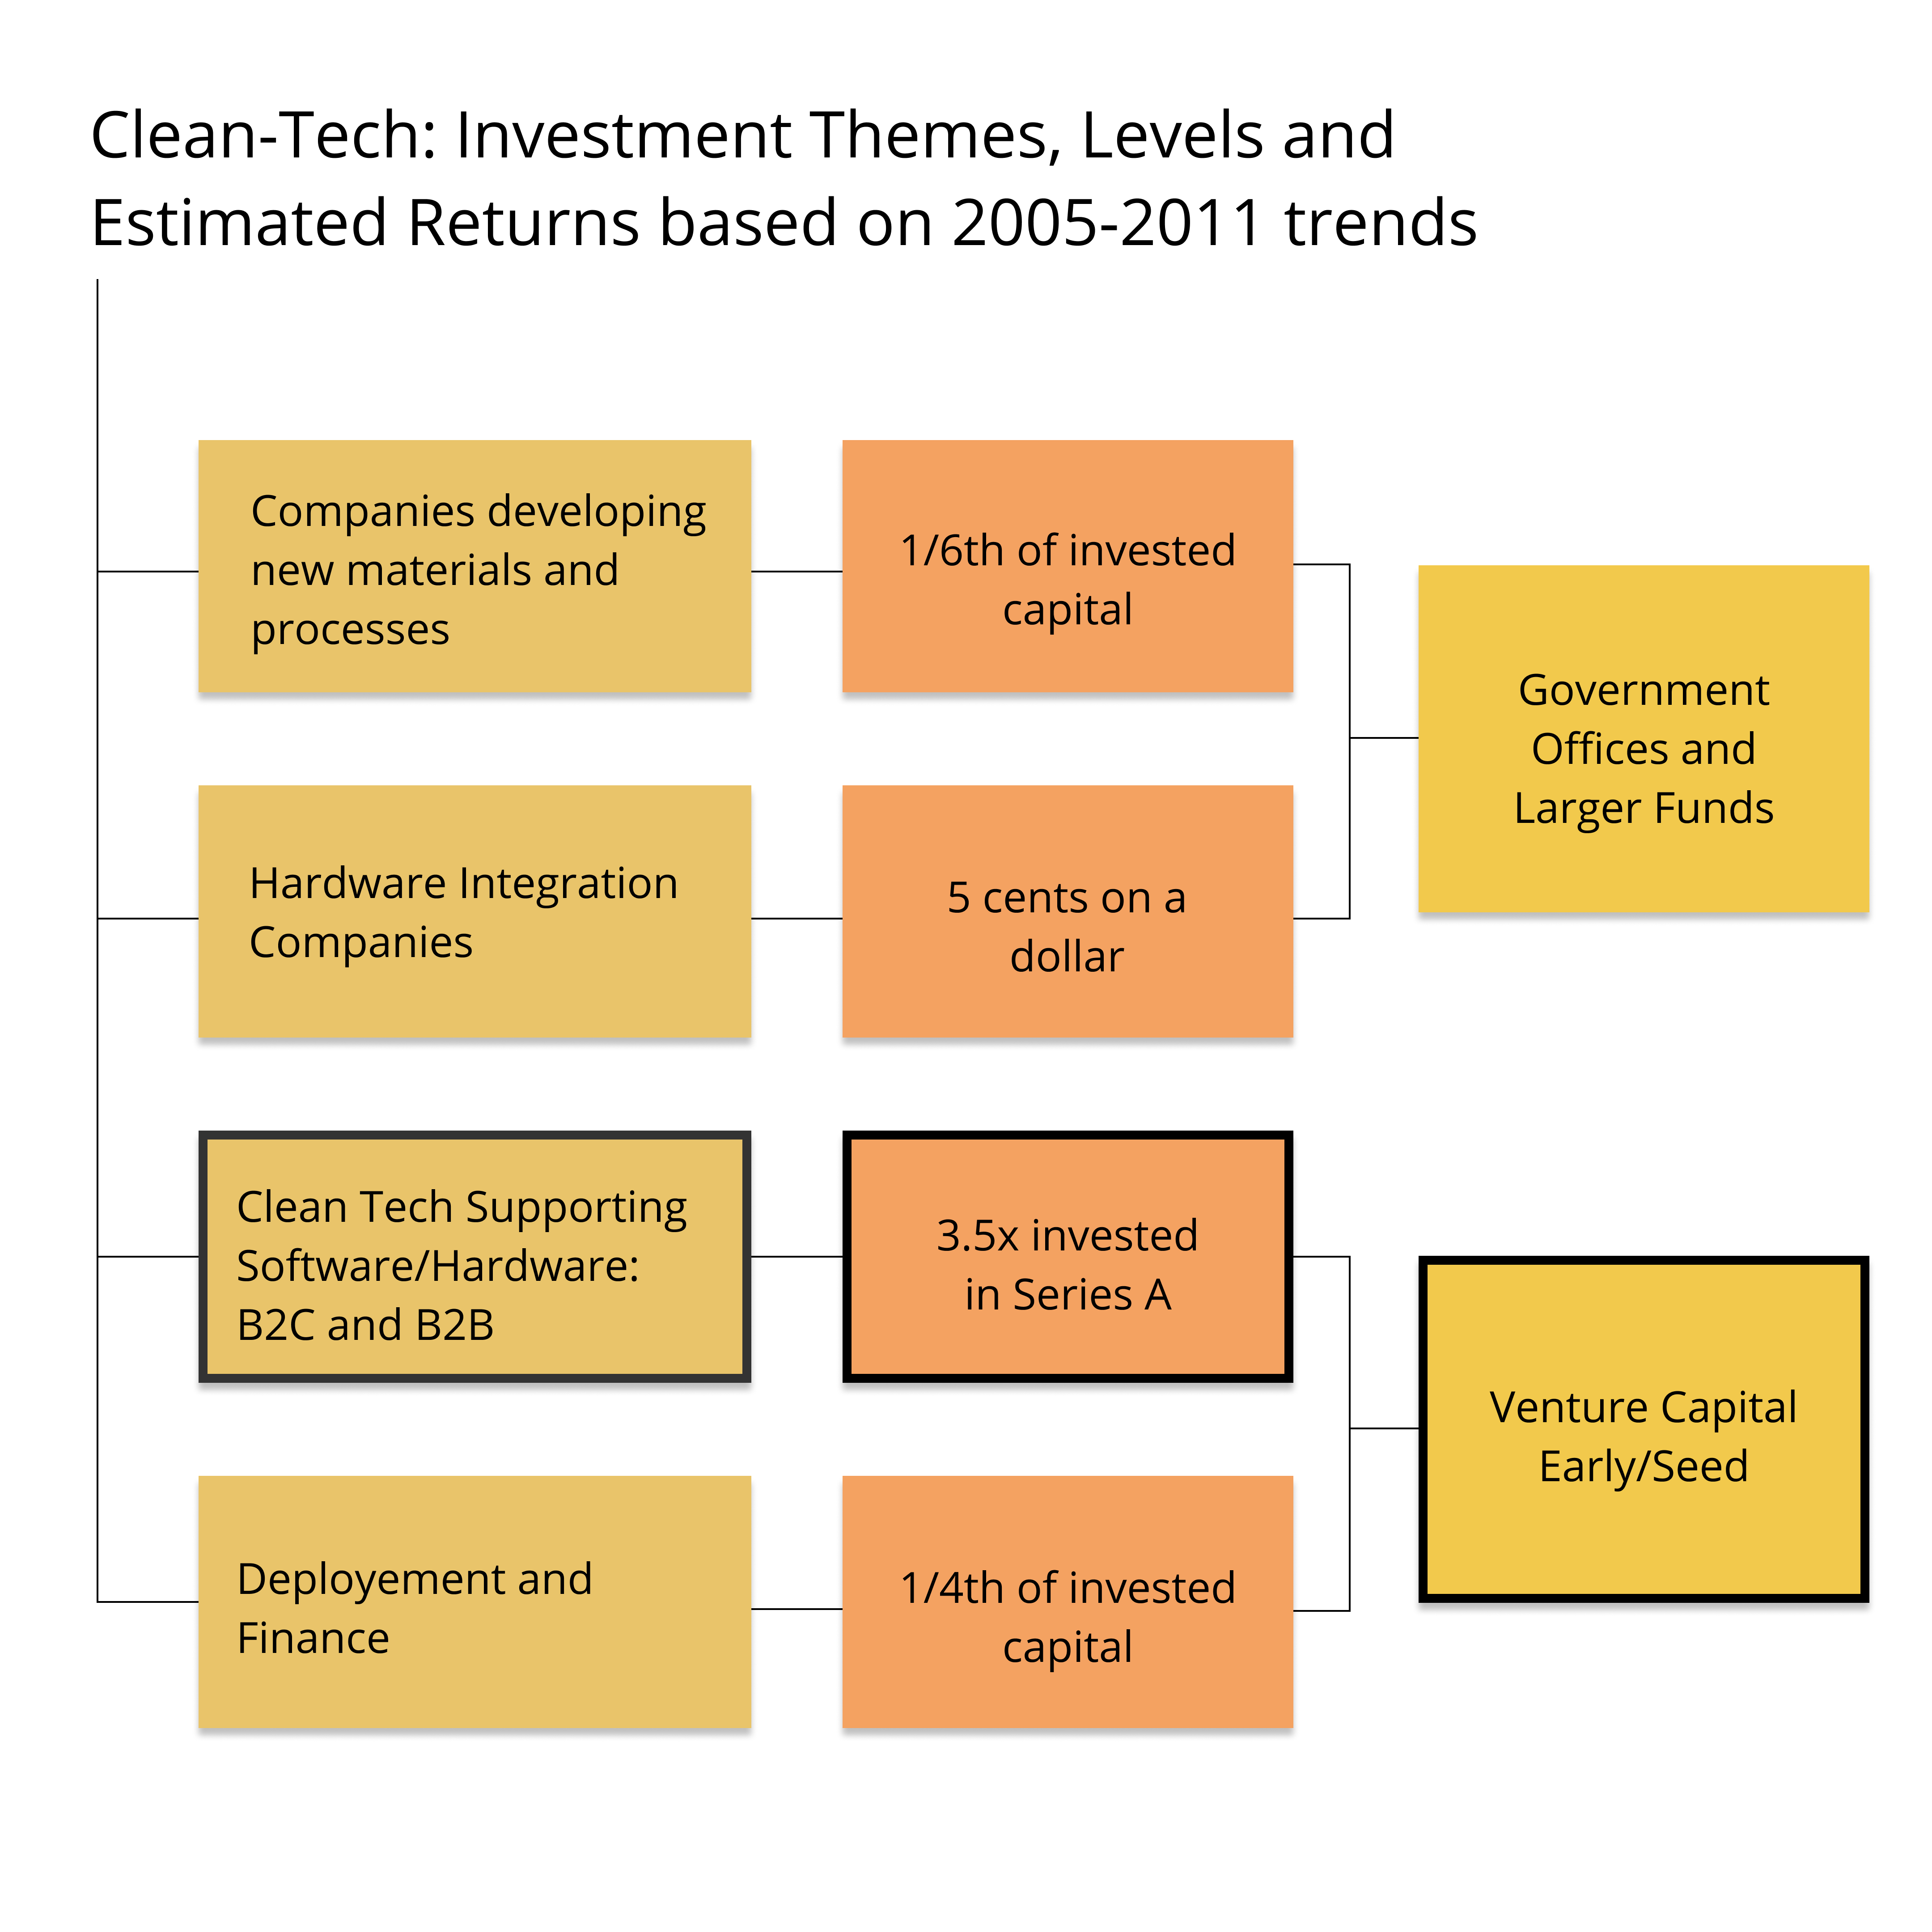 Clean-Tech: Investment Themes, Levels and
Estimated Returns based on 2005-2011 trends
Companies developing
new materials and
processes
1/6th of invested
capital
Government
Offices and
Larger Funds
Hardware Integration
Companies
5 cents on a
dollar
Clean Tech Supporting
Software/Hardware:
B2C and B2B
3.5x invested
in Series A
Venture Capital
Early/Seed
Deployement and
Finance
1/4th of invested
capital